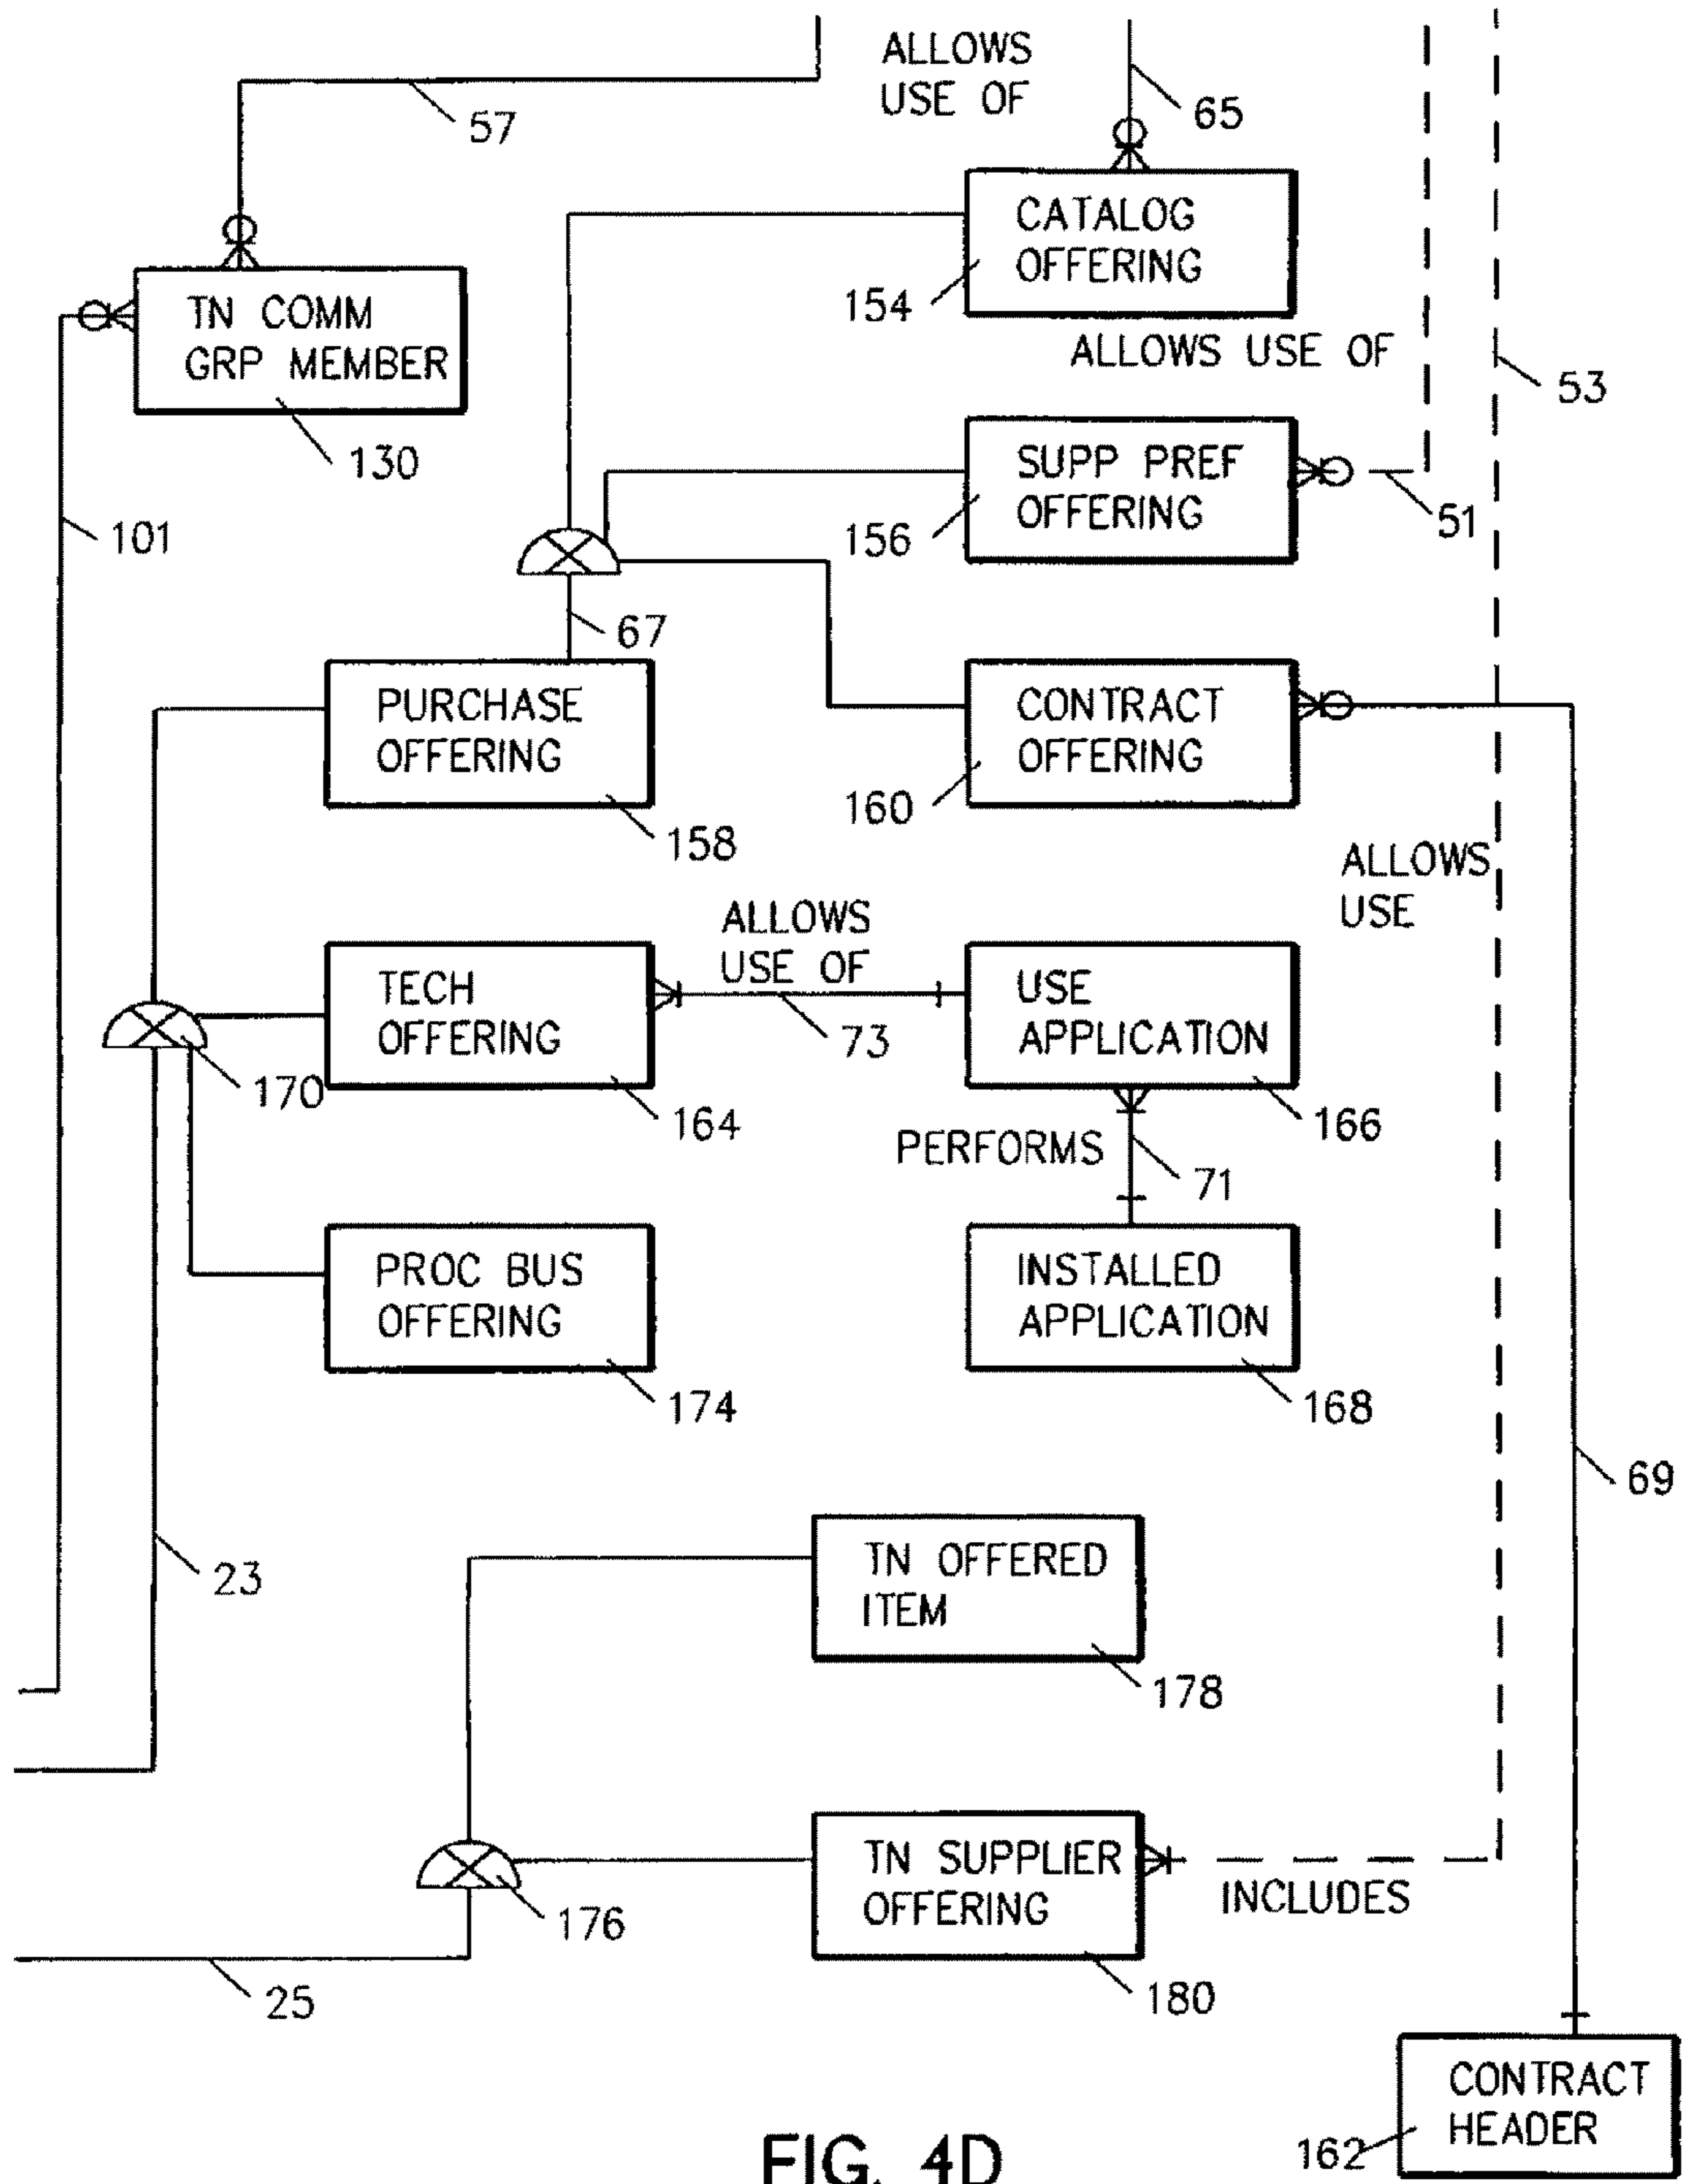 ALLOWS
USE OF
57
65
CATALOG
OFFERING
154
TN COMM
GRP MEMBER
130
ALLOWS USE OF
53
SUPP PREF
OFFERING
156
51
101
67
PURCHASE
OFFERING
158
CONTRACT
OFFERING
160
ALLOWS
USE
ALLOWS
USE OF
TECH
OFFERING
164
73
USE
APPLICATION
166
170
PERFORMS
71
PROC BUS
OFFERING
174
INSTALLED
APPLICATION
168
69
23
TN OFFERED
ITEM
178
TN SUPPLIER
OFFERING
180
INCLUDES
176
25
CONTRACT
HEADER
162
FIG. 4D